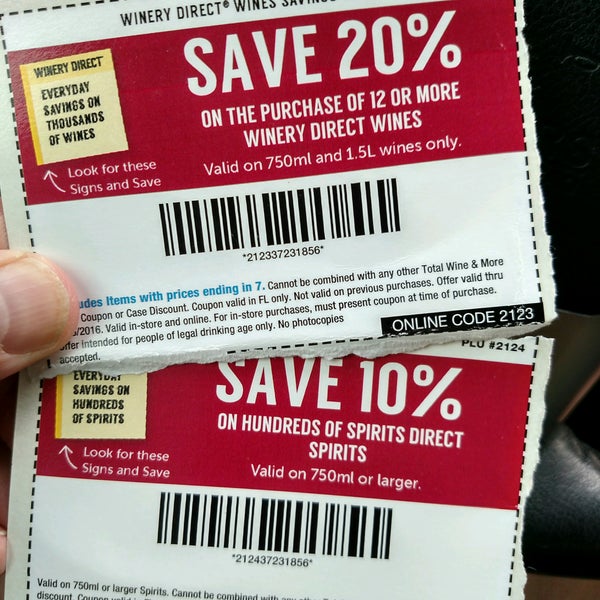 WINERY DIRECT® WINES
WINERY DIRECT
EVERYDAY
SAVINGS ON
THOUSANDS
OF WINES
Look for these
Signs and Save
SAVE 20%
ON THE PURCHASE OF 12 OR MORE
WINERY DIRECT WINES
Valid on 750ml and 1.5L wines only.
*212337231856*
Items with prices ending in 7. Cannot be combined with any other Total Wine & More
Coupon or Case Discount. Coupon valid in FL only. Not valid on previous purchases. Offer valid thru
/2016. Valid in-store and online. For in-store purchases, must present coupon at time of purchase.
intended for people of legal drinking age only. No photocopies
accepted.
ONLINE CODE 2123
PLU #2124
EVERYDAY
SAVINGS ON
HUNDREDS
OF SPIRITS
Look for these
Signs and Save
SAVE 10%
ON HUNDREDS OF SPIRITS DIRECT
SPIRITS
Valid on 750ml or larger.
*212437231856*
Valid on 750ml or larger Spirits. Cannot be combined with any
discount. Coupon valid